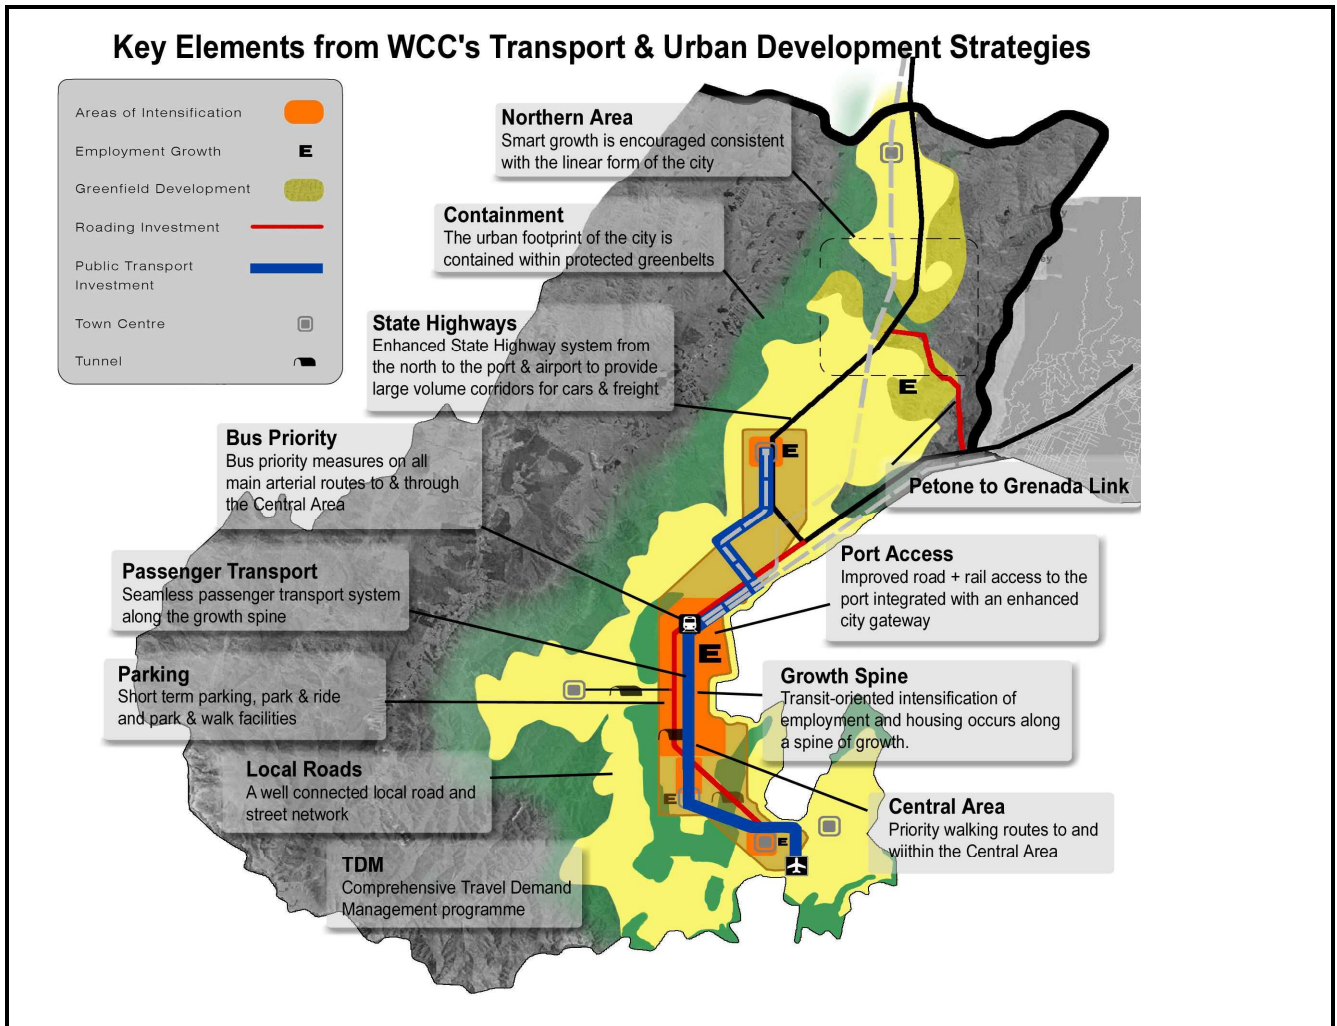 Key Elements from WCC's Transport & Urban Development Strategies
Areas of Intensification
Employment Growth
E
Greenfield Development
Roading Investment
Public Transport
Investment
Town Centre
Tunnel
Northern Area
Smart growth is encouraged consistent
with the linear form of the city
Containment
The urban footprint of the city is
contained within protected greenbelts
State Highways
Enhanced State Highway system from
the north to the port & airport to provide
large volume corridors for cars & freight
E
Bus Priority
Bus priority measures on all
main arterial routes to & through
the Central Area
E
Petone to Grenada Link
Passenger Transport
Seamless passenger transport system
along the growth spine
Port Access
Improved road + rail access to the
port integrated with an enhanced
city gateway
E
Parking
Short term parking, park & ride
and park & walk facilities
Growth Spine
Transit-oriented intensification of
employment and housing occurs along
a spine of growth.
Local Roads
A well connected local road and
street network
E
Central Area
Priority walking routes to and
within the Central Area
E
TDM
Comprehensive Travel Demand
Management programme